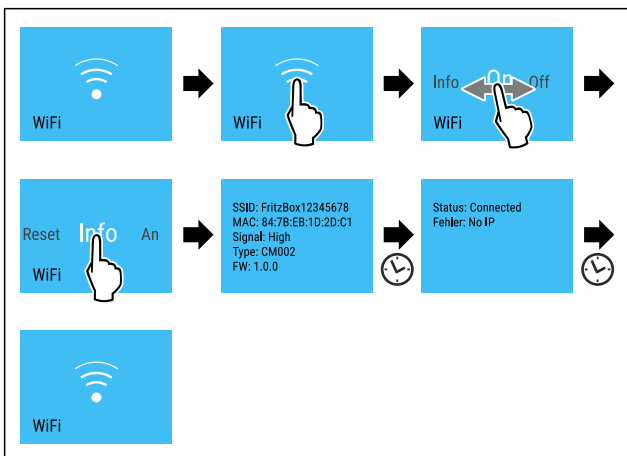 WiFi
WiFi
Info On Off
WiFi
Reset Info An
WiFi
SSID: FritzBox12345678
MAC: 84:7B:EB:1D:2D:C1
Signal: High
Type: CM002
FW: 1.0.0
Status: Connected
Fehler: No IP
WiFi